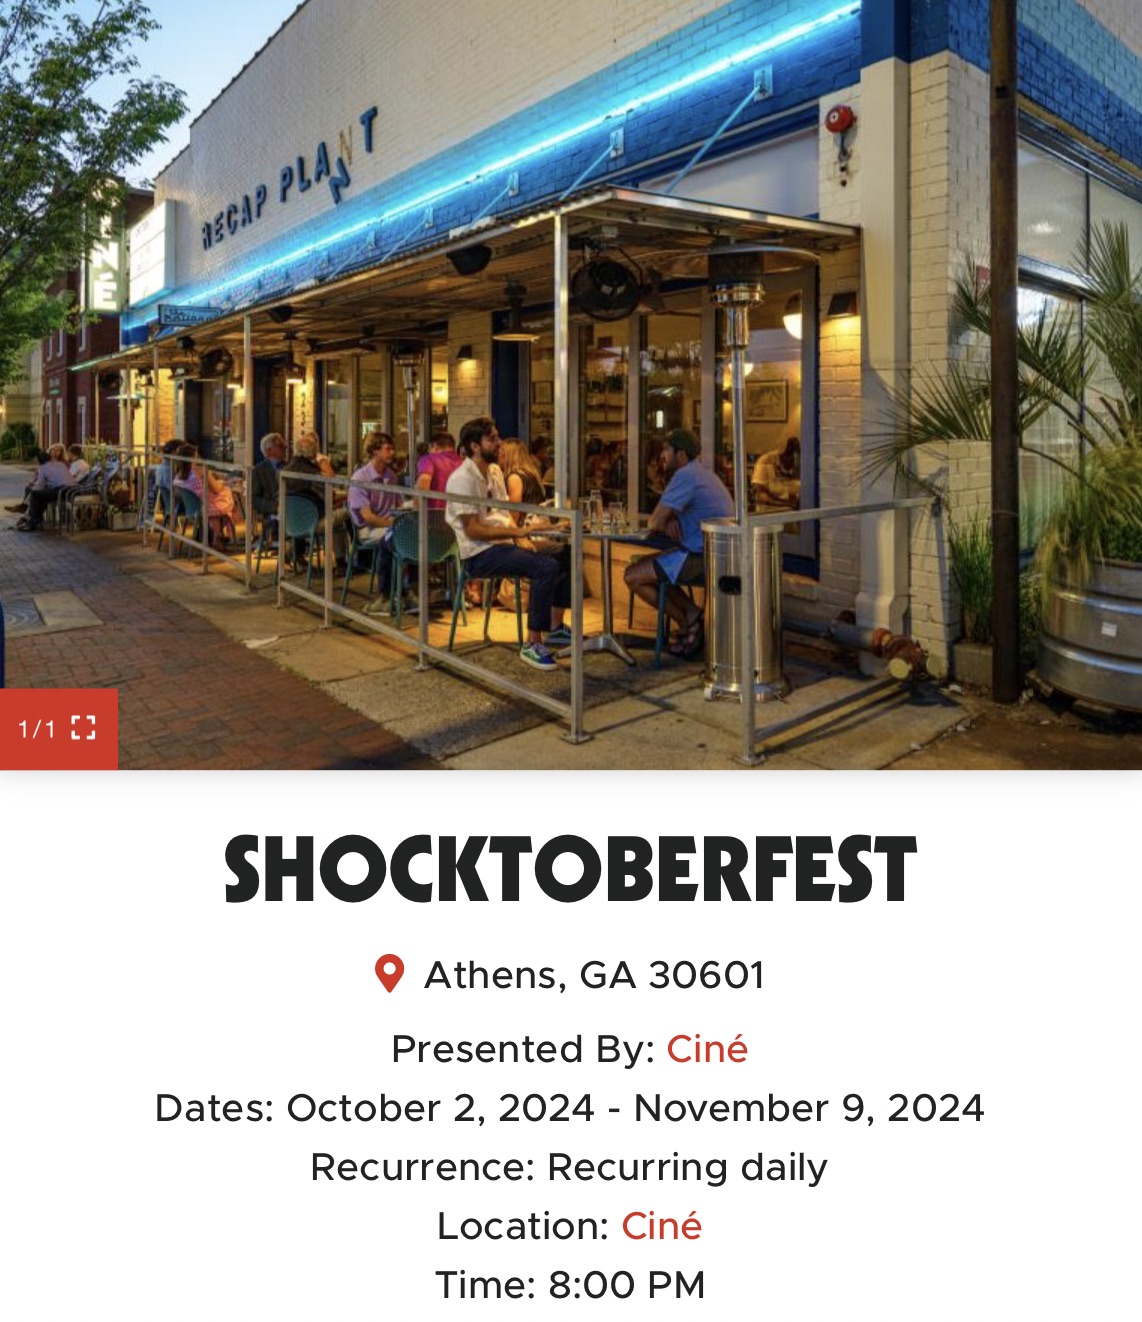 RECAP PLANT
N
NÉ
1/1
SHOCKTOBERFEST
Athens, GA 30601
Presented By: Ciné
Dates: October 2, 2024 - November 9, 2024
Recurrence: Recurring daily
Location: Ciné
Time: 8:00 PM